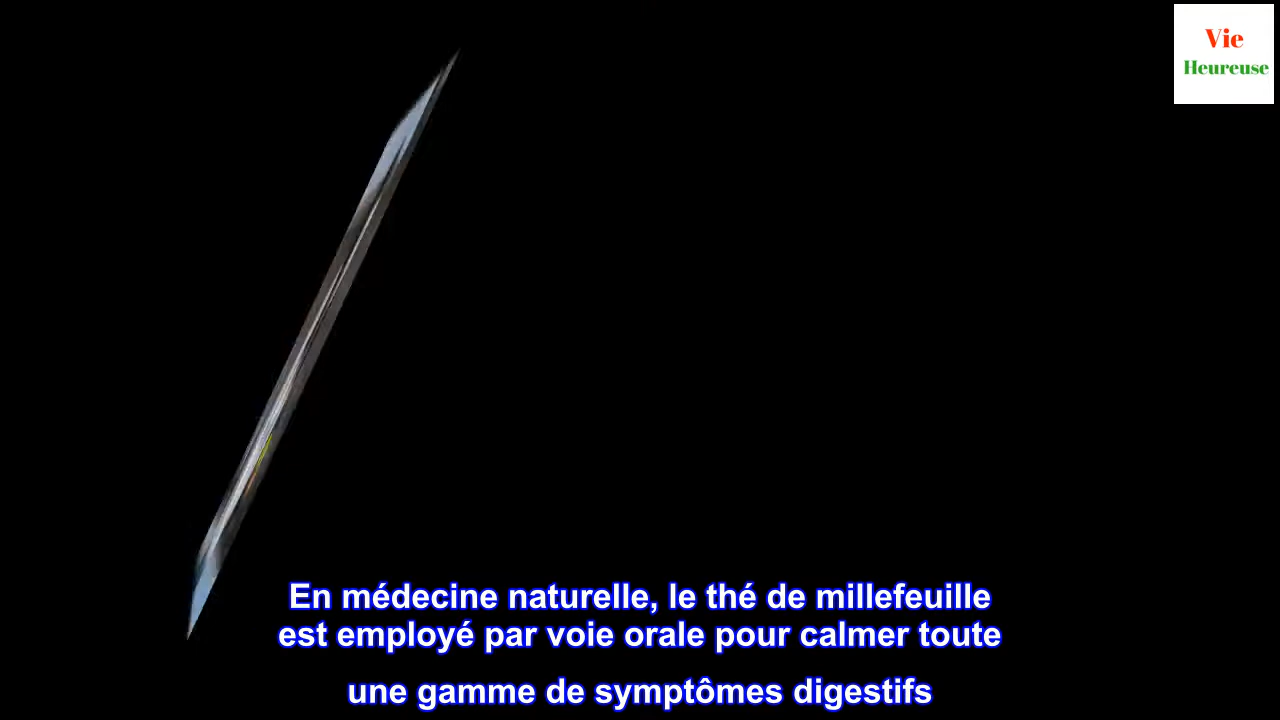 Vie
Heureuse
En médecine naturelle, le thé de millefeuille
est employé par voie orale pour calmer toute
une gamme de symptômes digestifs